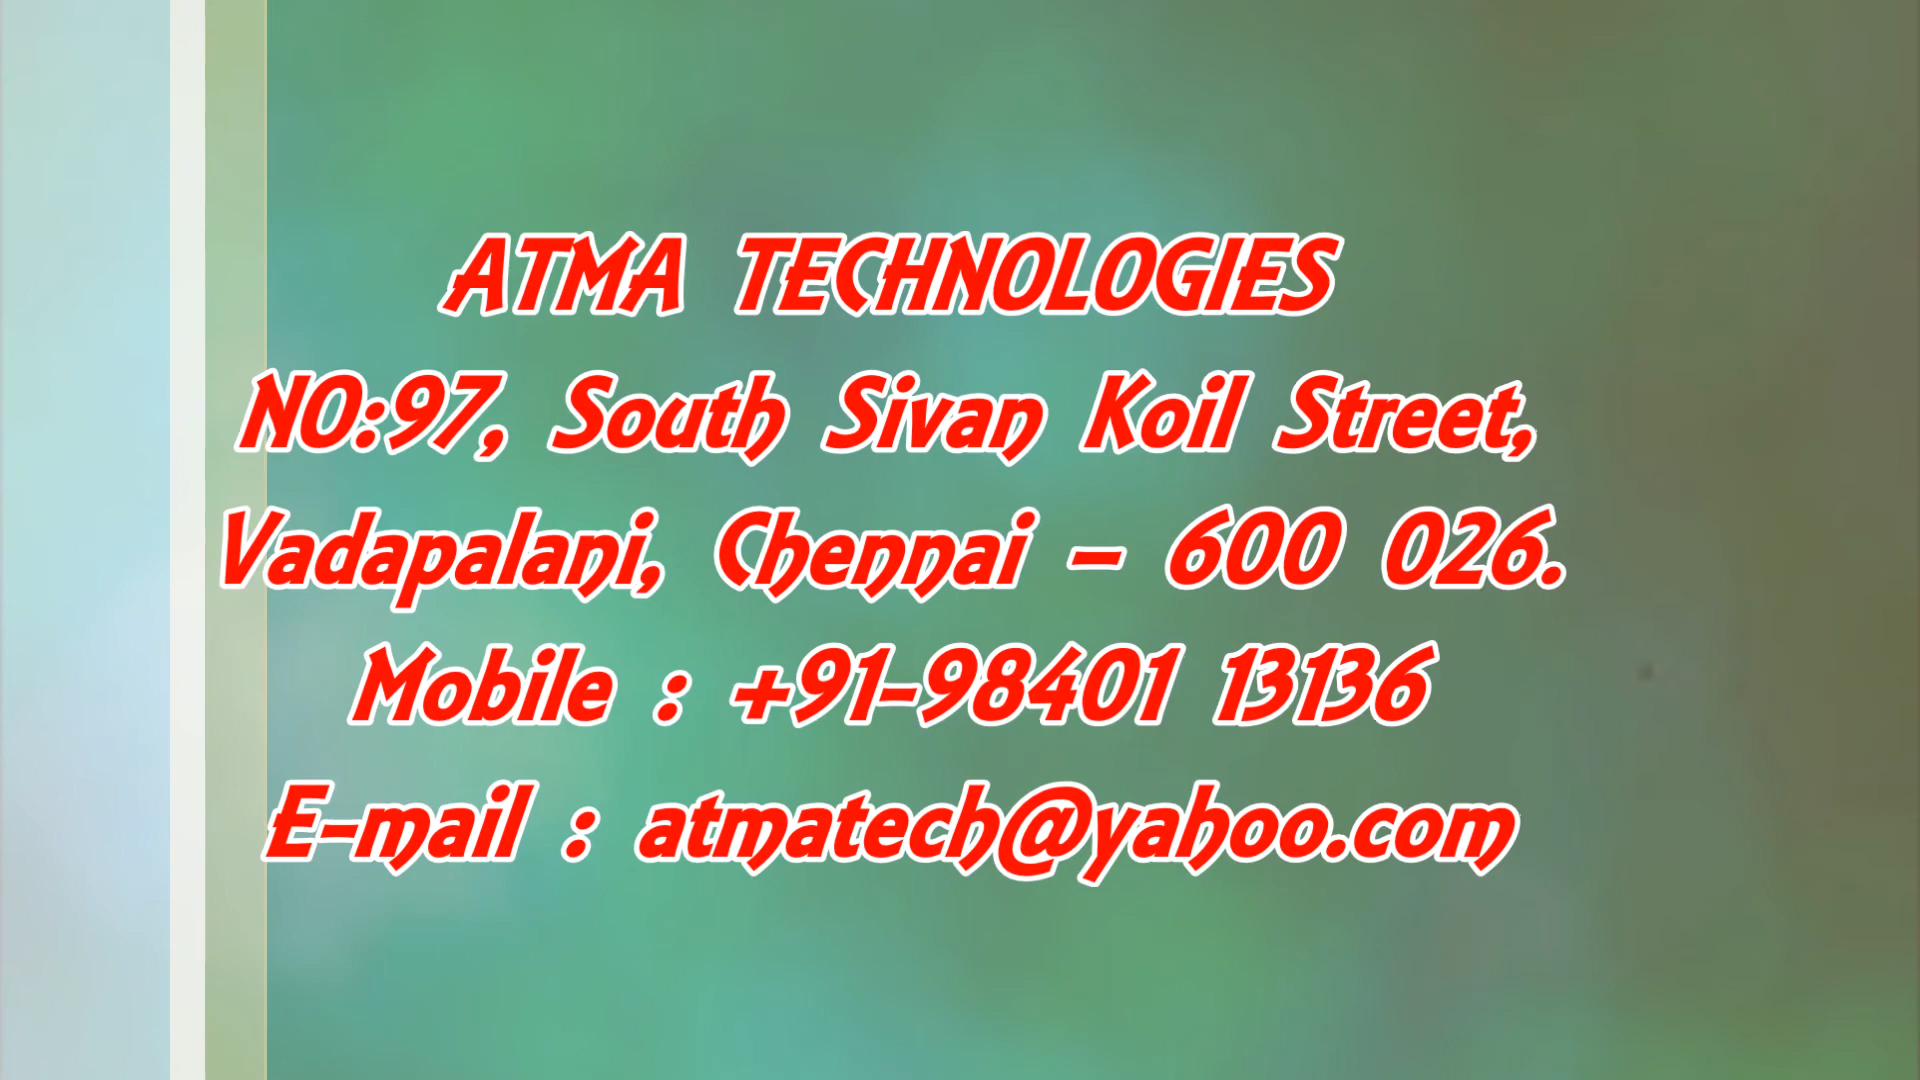 ATMA TECHNOLOGIES
NO:97, South Sivan Koil Street,
Vadapalani, Chennai – 600 026.
Mobile : +91-98401 13136
E-mail : atmatech@yahoo.com